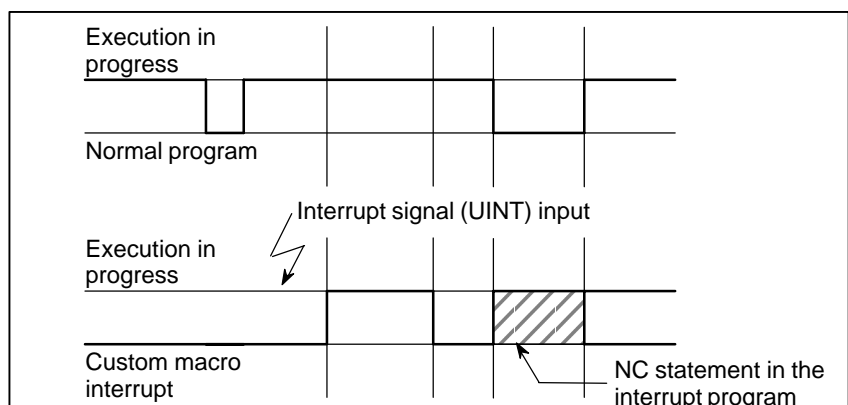 Execution in
progress
Normal program
Interrupt signal (UINT) input
Execution in
progress
Custom macro
interrupt
NC statement in the
interrupt program